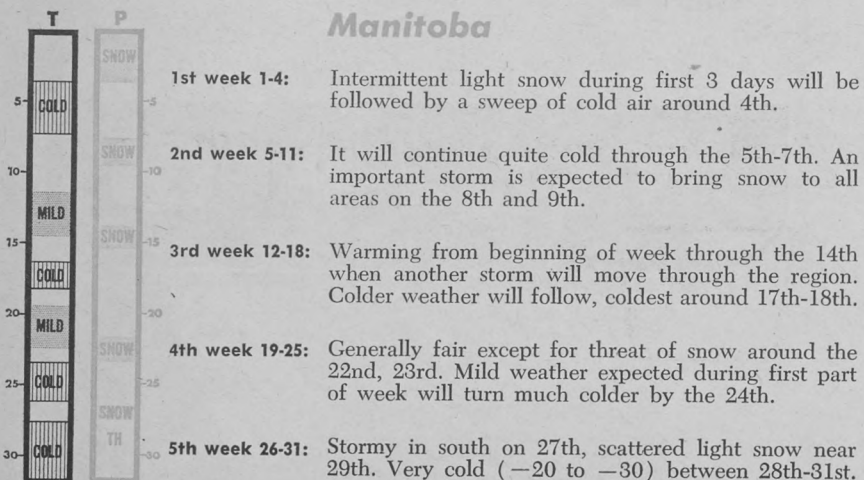 Manitoba
T
P
5
10
15
20
25
30
COLD
MILD
COLD
MILD
COLD
COLD
SNOW
SNOW
SNOW
SNOW
SNOW
TH
5
10
15
20
25
30
1st week 1-4: Intermittent light snow during first 3 days will be
followed by a sweep of cold air around 4th.
2nd week 5-11: It will continue quite cold through the 5th-7th. An
important storm is expected to bring snow to all
areas on the 8th and 9th.
3rd week 12-18: Warming from beginning of week through the 14th
when another storm will move through the region.
Colder weather will follow, coldest around 17th-18th.
4th week 19-25: Generally fair except for threat of snow around the
22nd, 23rd. Mild weather expected during first part
of week will turn much colder by the 24th.
5th week 26-31: Stormy in south on 27th, scattered light snow near
29th. Very cold (—20 to —30) between 28th-31st.